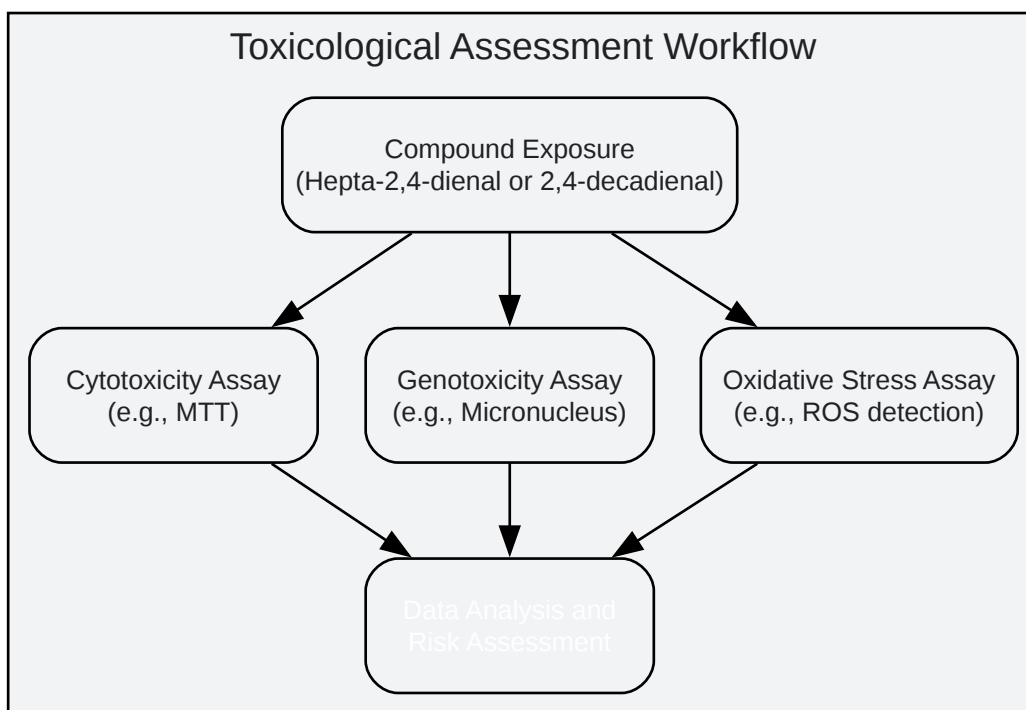 Toxicological Assessment Workflow
Compound Exposure
(Hepta-2,4-dienal or 2,4-decadienal)
Cytotoxicity Assay
(e.g., MTT)
Genotoxicity Assay
(e.g., Micronucleus)
Oxidative Stress Assay
(e.g., ROS detection)
Data Analysis and
Risk Assessment